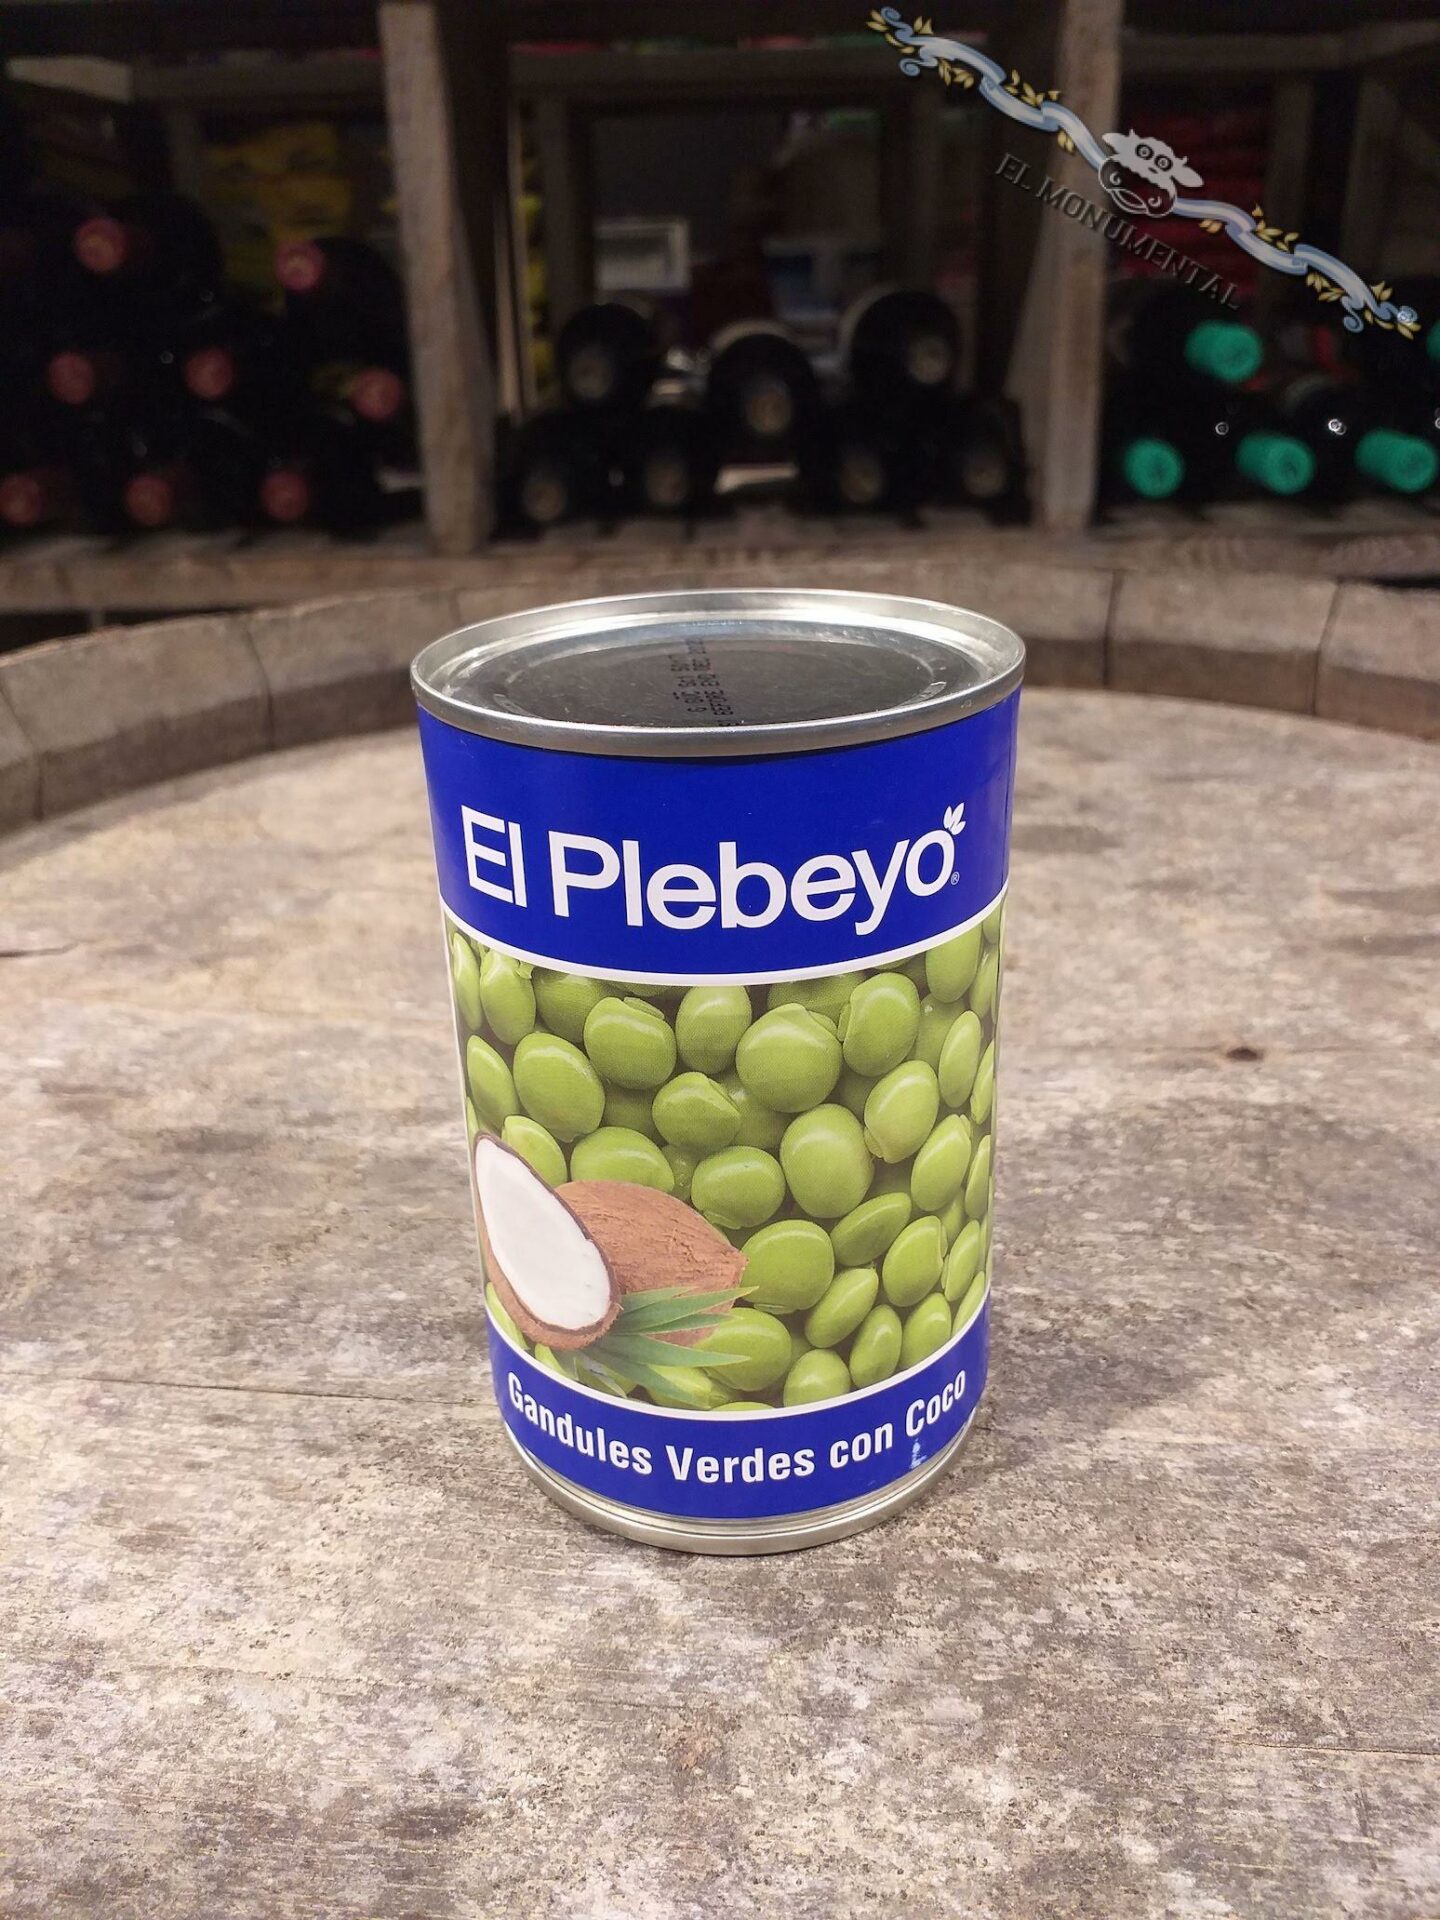 EL MONUMENTAL
El Plebeyo®
Gandules Verdes con Coco